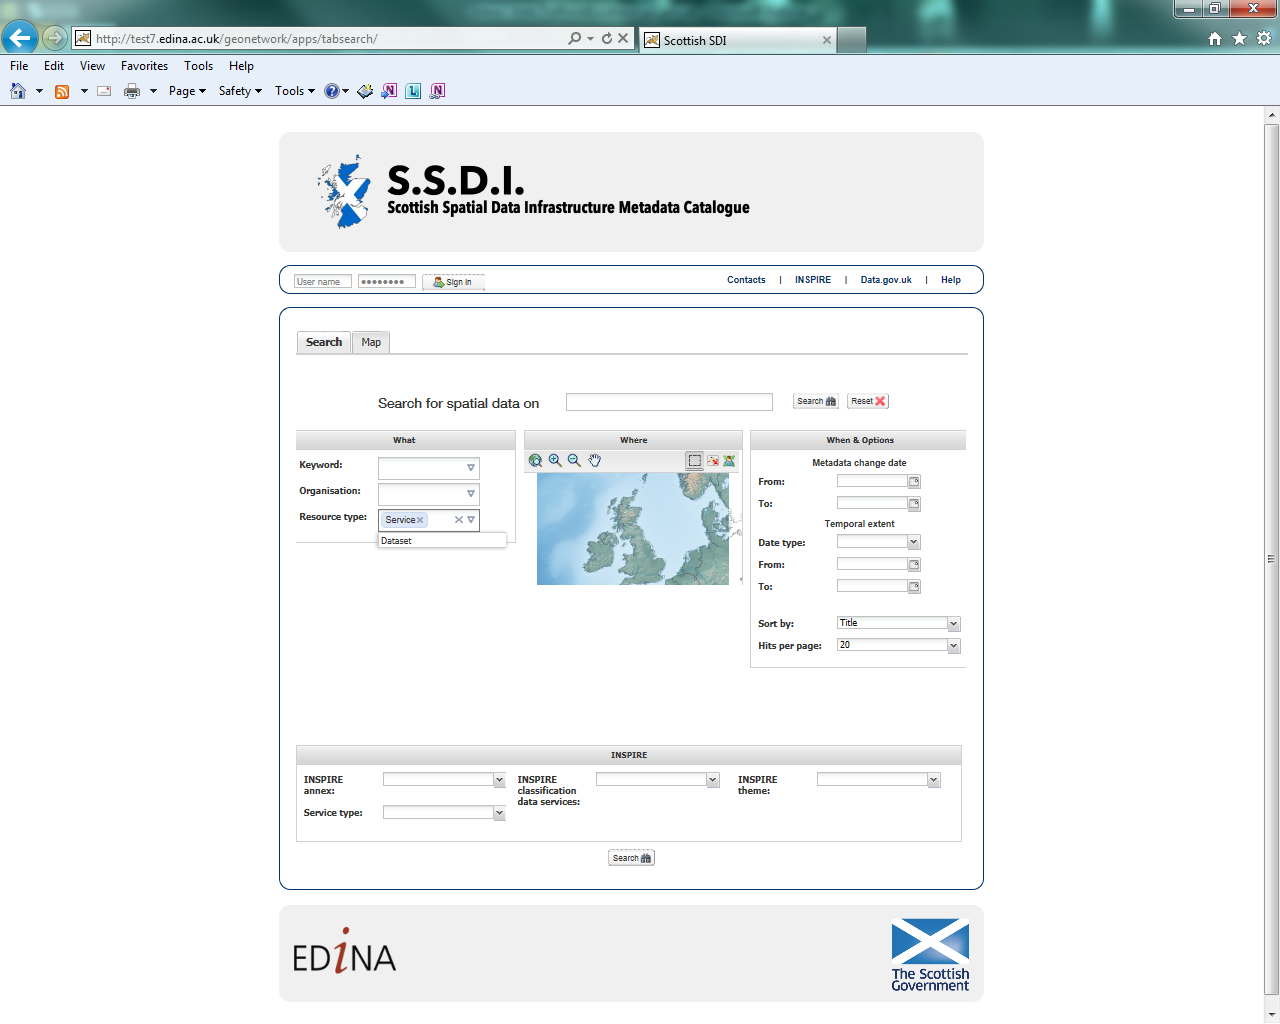 http://test7.edina.ac.uk/geonetwork/apps/tabsearch/
Scottish SDI
File Edit View Favorites Tools Help
Page Safety Tools
S.S.D.I.
Scottish Spatial Data Infrastructure Metadata Catalogue
User name Sign in
Contacts | INSPIRE | Data.gov.uk | Help
Search Map
Search for spatial data on Search Reset
What
Keyword:
Organisation:
Resource type: Service
Dataset
Where
When & Options
Metadata change date
From:
To:
Temporal extent
Date type:
From:
To:
Sort by: Title
Hits per page: 20
INSPIRE
INSPIRE
annex:
INSPIRE
classification
data services:
INSPIRE
theme:
Service type:
Search
EDiNA
The Scottish
Government